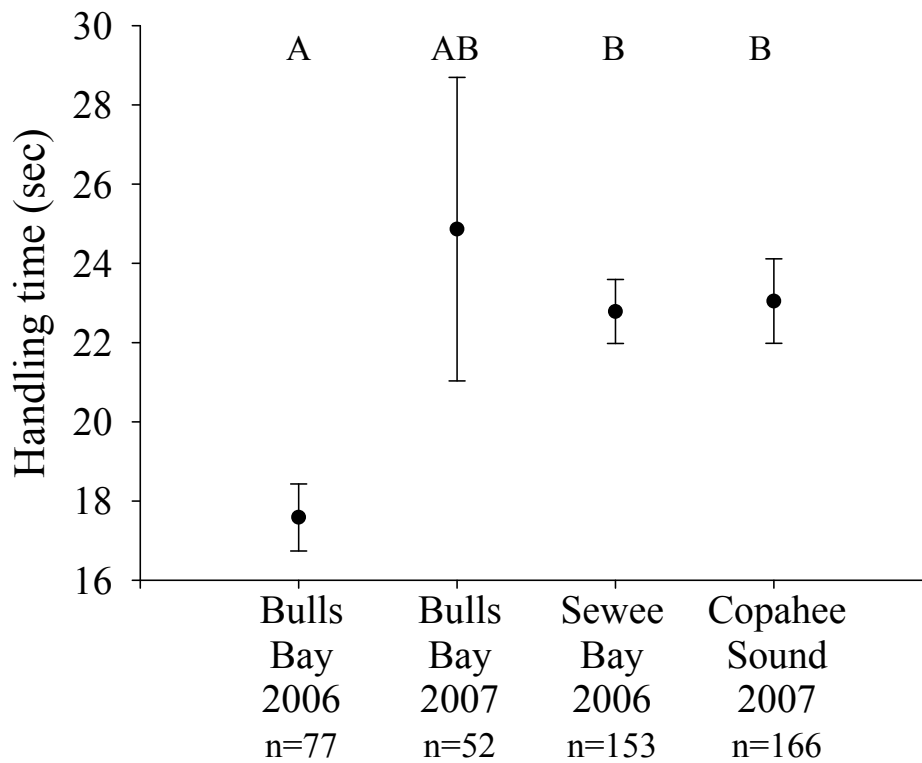 30
28
26
24
22
20
18
16
Handling time (sec)
A AB B B
Bulls Bulls Sewee Copahee
Bay Bay Bay Sound
2006 2007 2006 2007
n=77 n=52 n=153 n=166